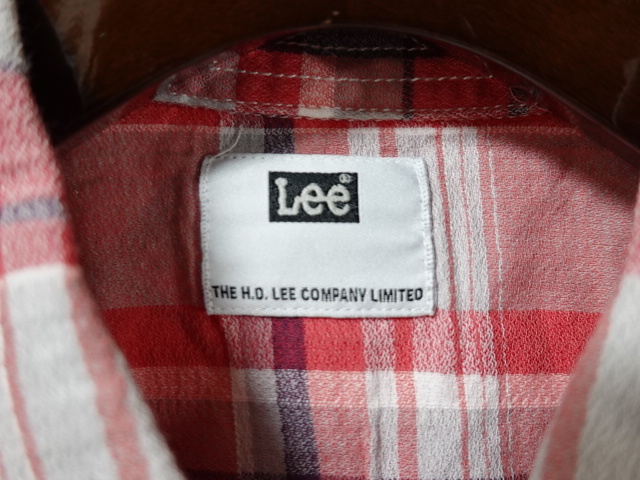 Lee®
THE H.D. LEE COMPANY LIMITED